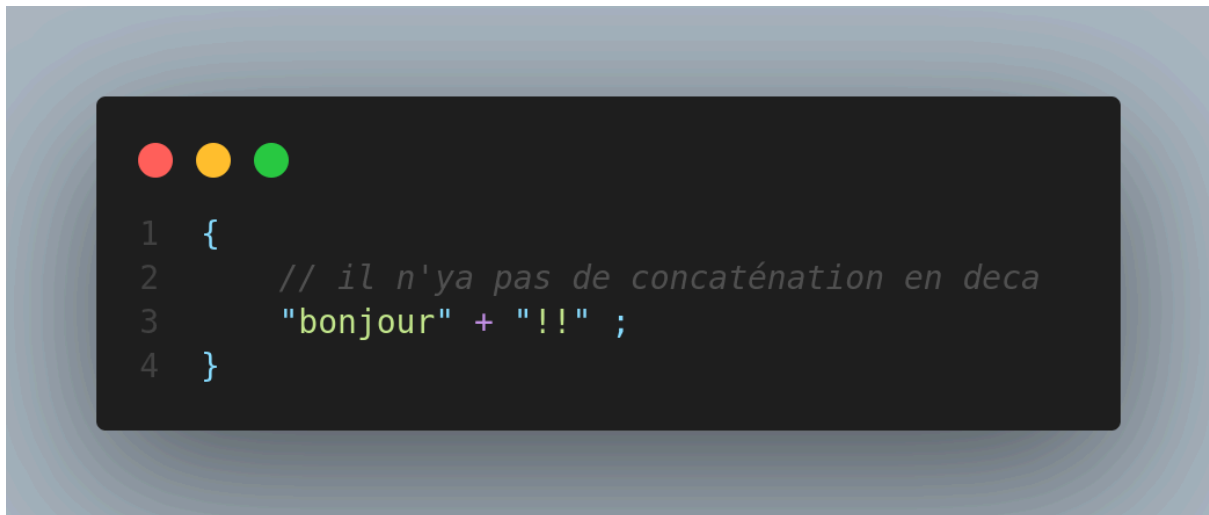 1 {
2 // il n'ya pas de concaténation en deca
3 "bonjour" + "!!" ;
4 }